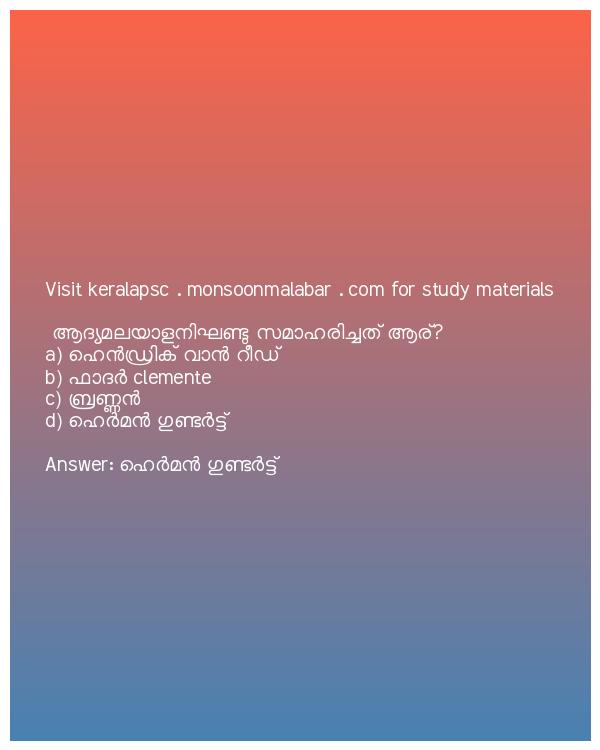 Visit keralapsc . monsoonmalabar . com for study materials
ആദ്യമലയാളനിഘണ്ടു സമാഹരിച്ചത് ആര്?
a) ഹെൻഡ്രിക് വാൻ റീഡ്
b) ഫാദർ clemente
c) ബ്രണ്ണൻ
d) ഹെർമൻ ഗുണ്ടർട്ട്
Answer: ഹെർമൻ ഗുണ്ടർട്ട്